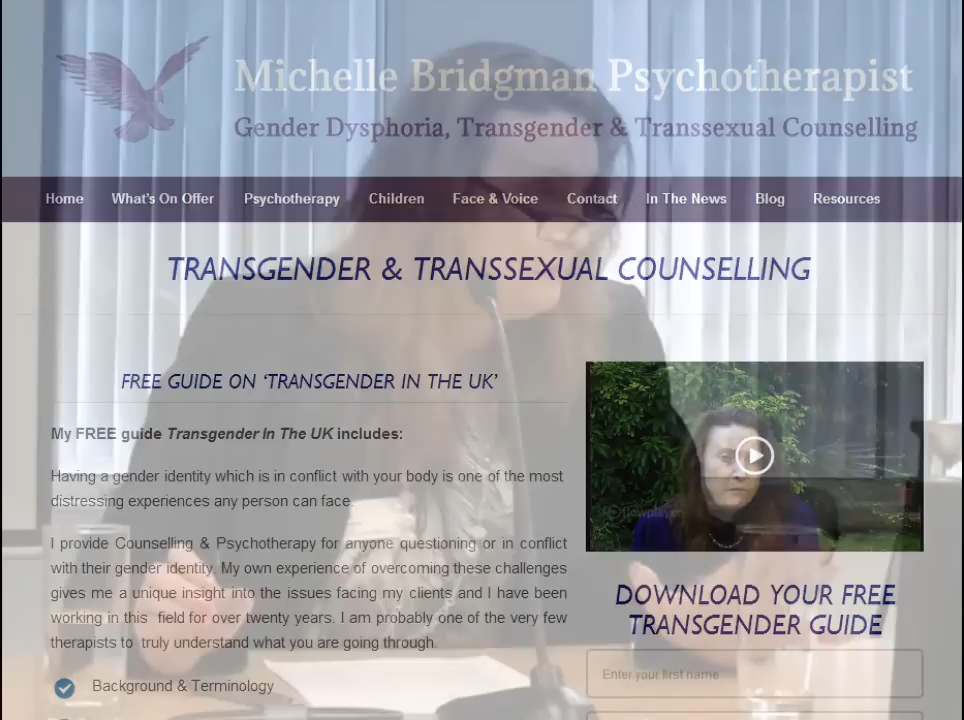 Michelle Bridgman Psychotherapist
Gender Dysphoria, Transgender & Transsexual Counselling
Home What's On Offer Psychotherapy Children Face & Voice Contact In The News Blog Resources
TRANSGENDER & TRANSSEXUAL COUNSELLING
FREE GUIDE ON ‘TRANSGENDER IN THE UK’
My FREE guide Transgender In The UK includes:
Having a gender identity which is in conflict with your body is one of the most
distressing experiences any person can face.
I provide Counselling & Psychotherapy for anyone questioning or in conflict
with their gender identity. My own experience of overcoming these challenges
gives me a unique insight into the issues facing my clients and I have been
working in this field for over twenty years. I am probably one of the very few
therapists to truly understand what you are going through.
Background & Terminology
flowplayer
DOWNLOAD YOUR FREE
TRANSGENDER GUIDE
Enter your first name